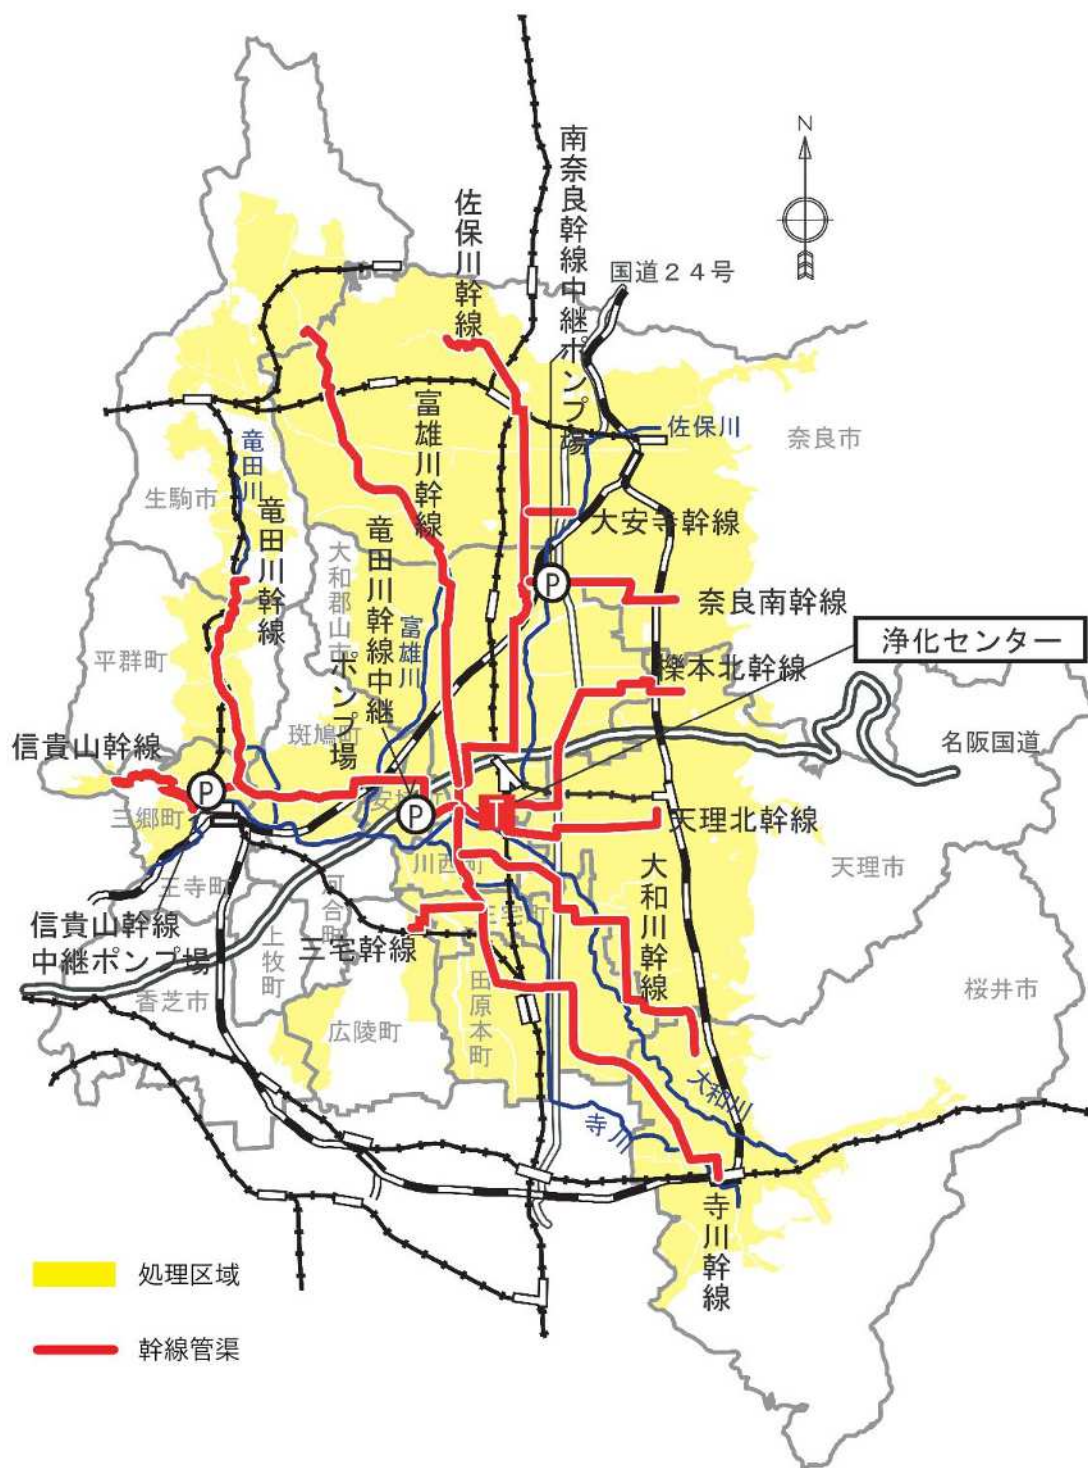 N
南奈良幹線中継ポンプ場
佐保川幹線
国道24号
富雄川幹線
佐保川
奈良市
竜田川
生駒市
竜田川幹線
竜田川幹線中継
ポンプ場
大和郡山市
富雄川
大安寺幹線
P
奈良南幹線
浄化センター
平群町
櫟本北幹線
斑鳩町
信貴山幹線
名阪国道
P
三郷町
安堵町
P
T
天理北幹線
川西町
大和川幹線
天理市
王寺町
河合町
三宅町
信貴山幹線
中継ポンプ場
上牧町
三宅幹線
田原本町
桜井市
香芝市
広陵町
大和川
寺川
寺川幹線
処理区域
幹線管渠